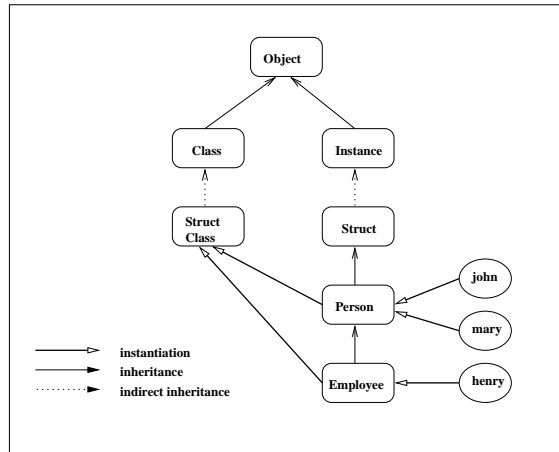 Object
Class
Instance
Struct
Class
Struct
john
Person
mary
instantiation
inheritance
Employee
henry
indirect inheritance